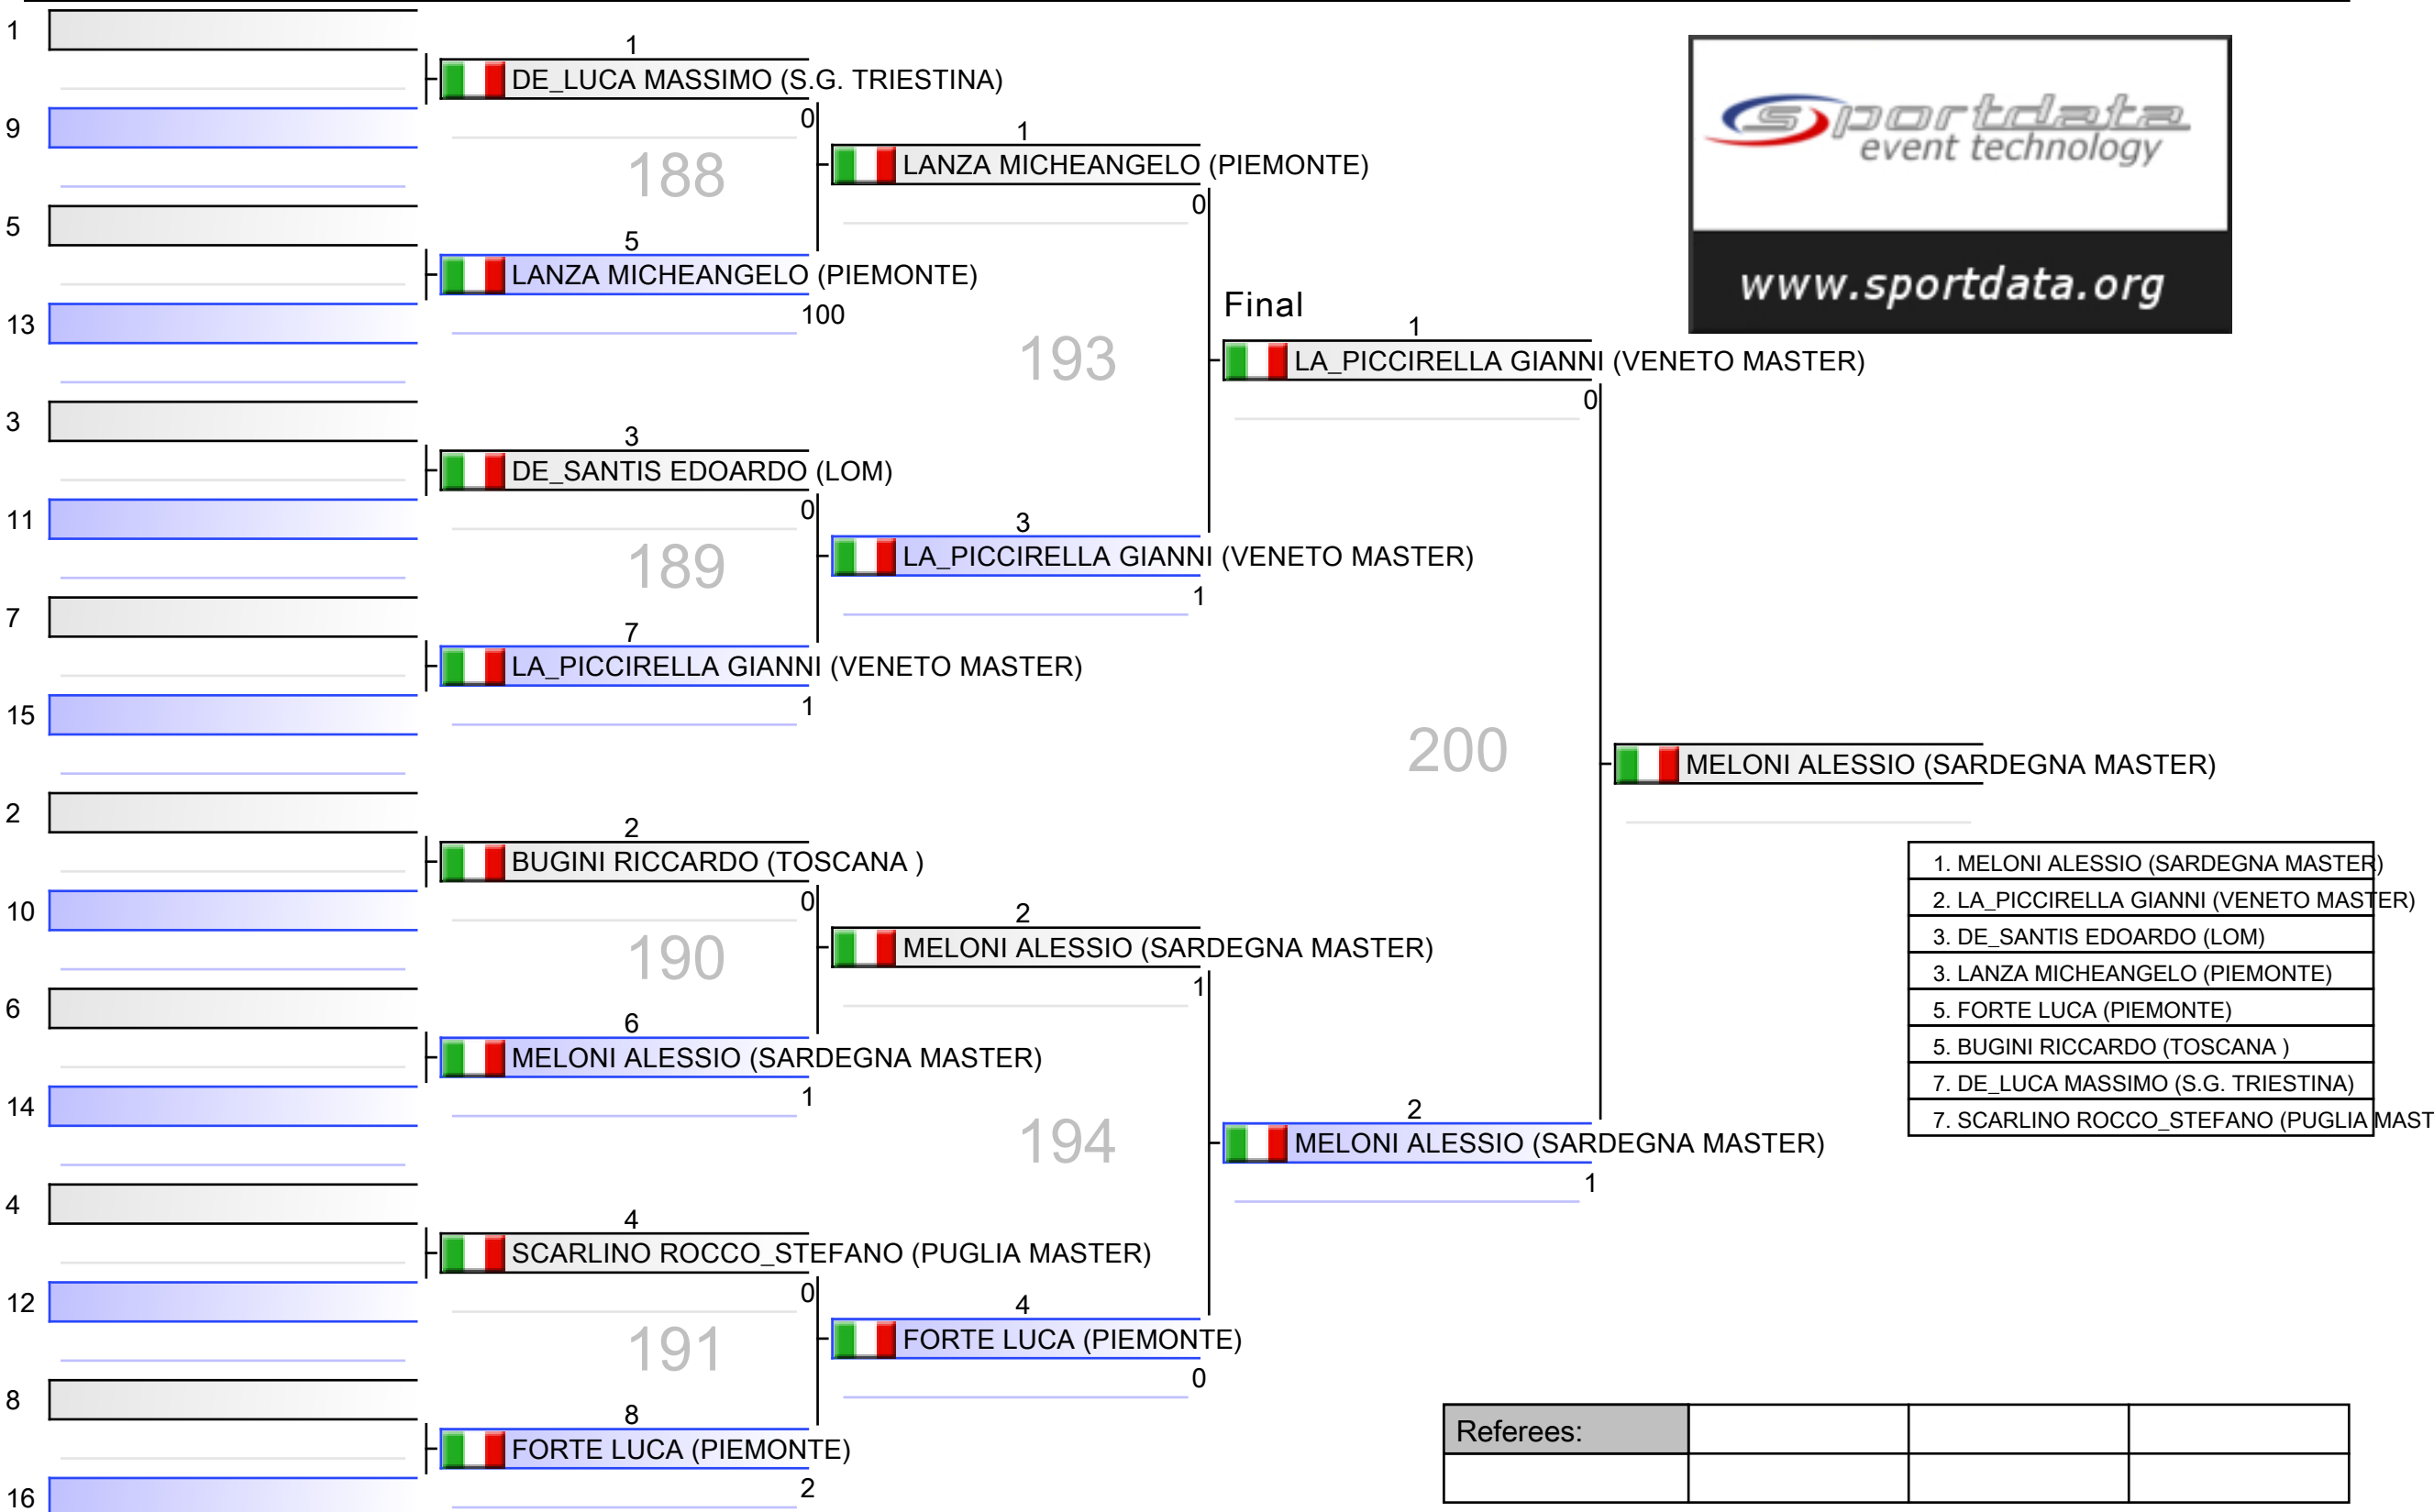 1
1
DE_LUCA MASSIMO (S.G. TRIESTINA)
0
9
188
1
LANZA MICHEANGELO (PIEMONTE)
0
5
5
LANZA MICHEANGELO (PIEMONTE)
100
13
193
Final
1
LA_PICCIRELLA GIANNI (VENETO MASTER)
0
sportdata
event technology
www.sportdata.org
3
3
DE_SANTIS EDOARDO (LOM)
0
11
189
3
LA_PICCIRELLA GIANNI (VENETO MASTER)
1
7
7
LA_PICCIRELLA GIANNI (VENETO MASTER)
1
15
200
MELONI ALESSIO (SARDEGNA MASTER)
2
2
BUGINI RICCARDO (TOSCANA )
0
10
190
2
MELONI ALESSIO (SARDEGNA MASTER)
1
6
6
MELONI ALESSIO (SARDEGNA MASTER)
1
14
194
2
MELONI ALESSIO (SARDEGNA MASTER)
1
1. MELONI ALESSIO (SARDEGNA MASTER)
2. LA_PICCIRELLA GIANNI (VENETO MASTER)
3. DE_SANTIS EDOARDO (LOM)
3. LANZA MICHEANGELO (PIEMONTE)
5. FORTE LUCA (PIEMONTE)
5. BUGINI RICCARDO (TOSCANA )
7. DE_LUCA MASSIMO (S.G. TRIESTINA)
7. SCARLINO ROCCO_STEFANO (PUGLIA MAST
4
4
SCARLINO ROCCO_STEFANO (PUGLIA MASTER)
0
12
191
4
FORTE LUCA (PIEMONTE)
0
8
8
FORTE LUCA (PIEMONTE)
2
16
Referees: